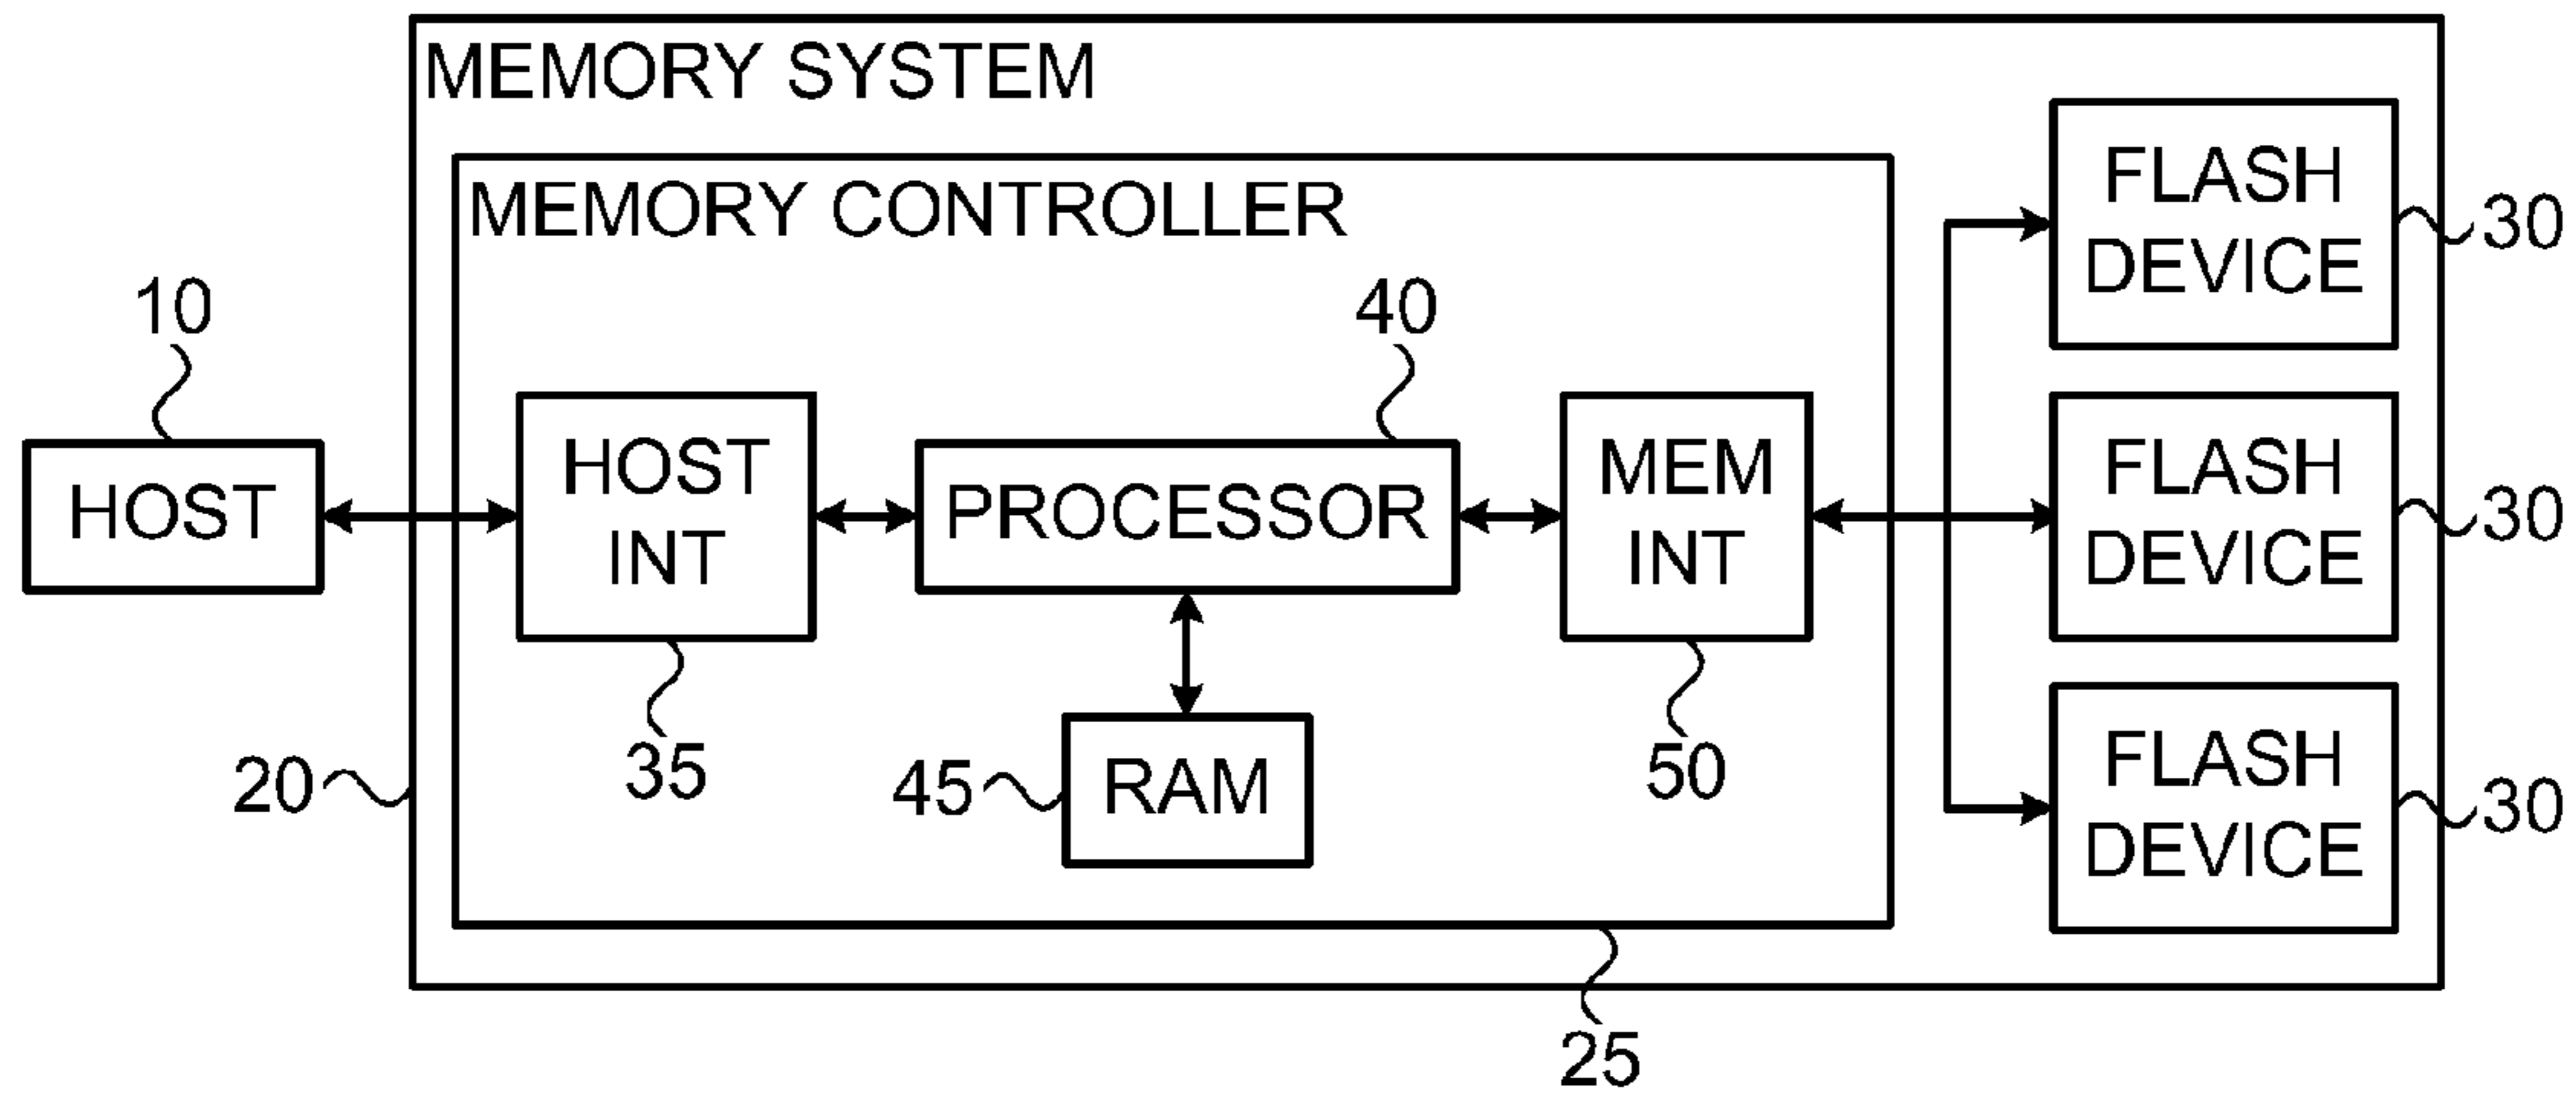 MEMORY SYSTEM
MEMORY CONTROLLER
10
HOST
20
HOST
INT
35
40
PROCESSOR
45
RAM
MEM
INT
50
25
FLASH
DEVICE
30
FLASH
DEVICE
30
FLASH
DEVICE
30